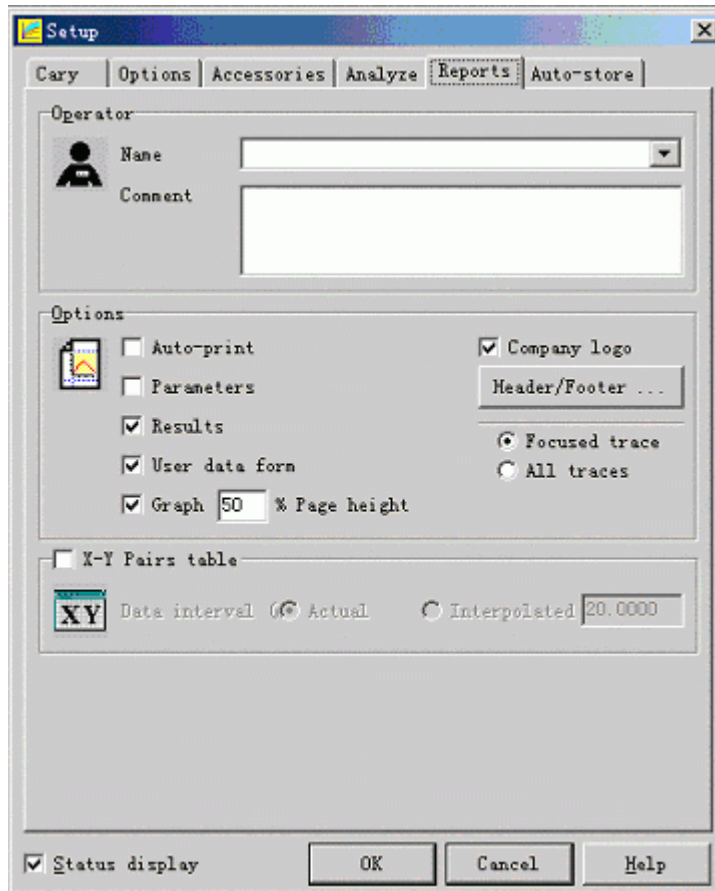 Setup
Cary Options Accessories Analyze Reports Auto-store
Operator
Name
Comment
Options
Auto-print
Company logo
Parameters
Header/Footer ...
Results
Focused trace
User data form
All traces
Graph 50 % Page height
X-Y Pairs table
XY Data interval ( Actual Interpolated 20.0000
Status display OK Cancel Help